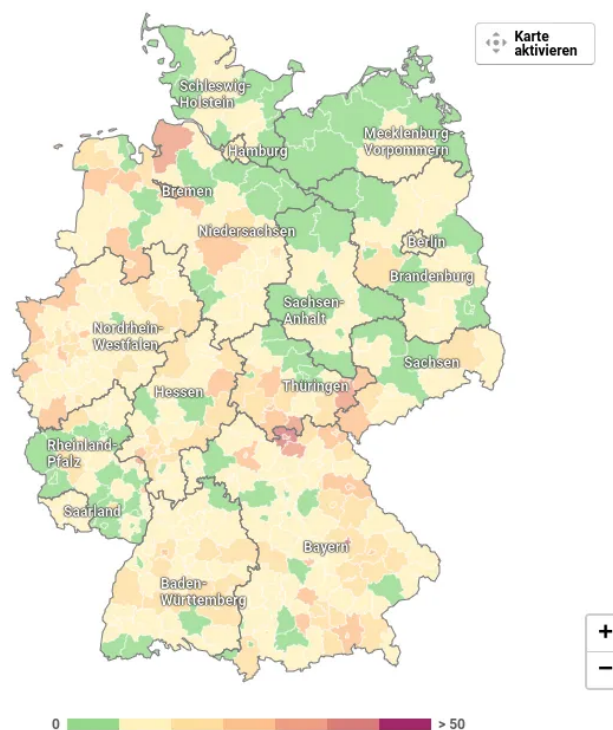 Karte
aktivieren
Schleswig-
Holstein
Mecklenburg-
Vorpommern
Hamburg
Bremen
Niedersachsen
Berlin
Brandenburg
Sachsen-
Anhalt
Nordrhein-
Westfalen
Sachsen
Thüringen
Hessen
Rheinland-
Pfalz
Saarland
Bayern
Baden-
Württemberg
+
−
0 > 50